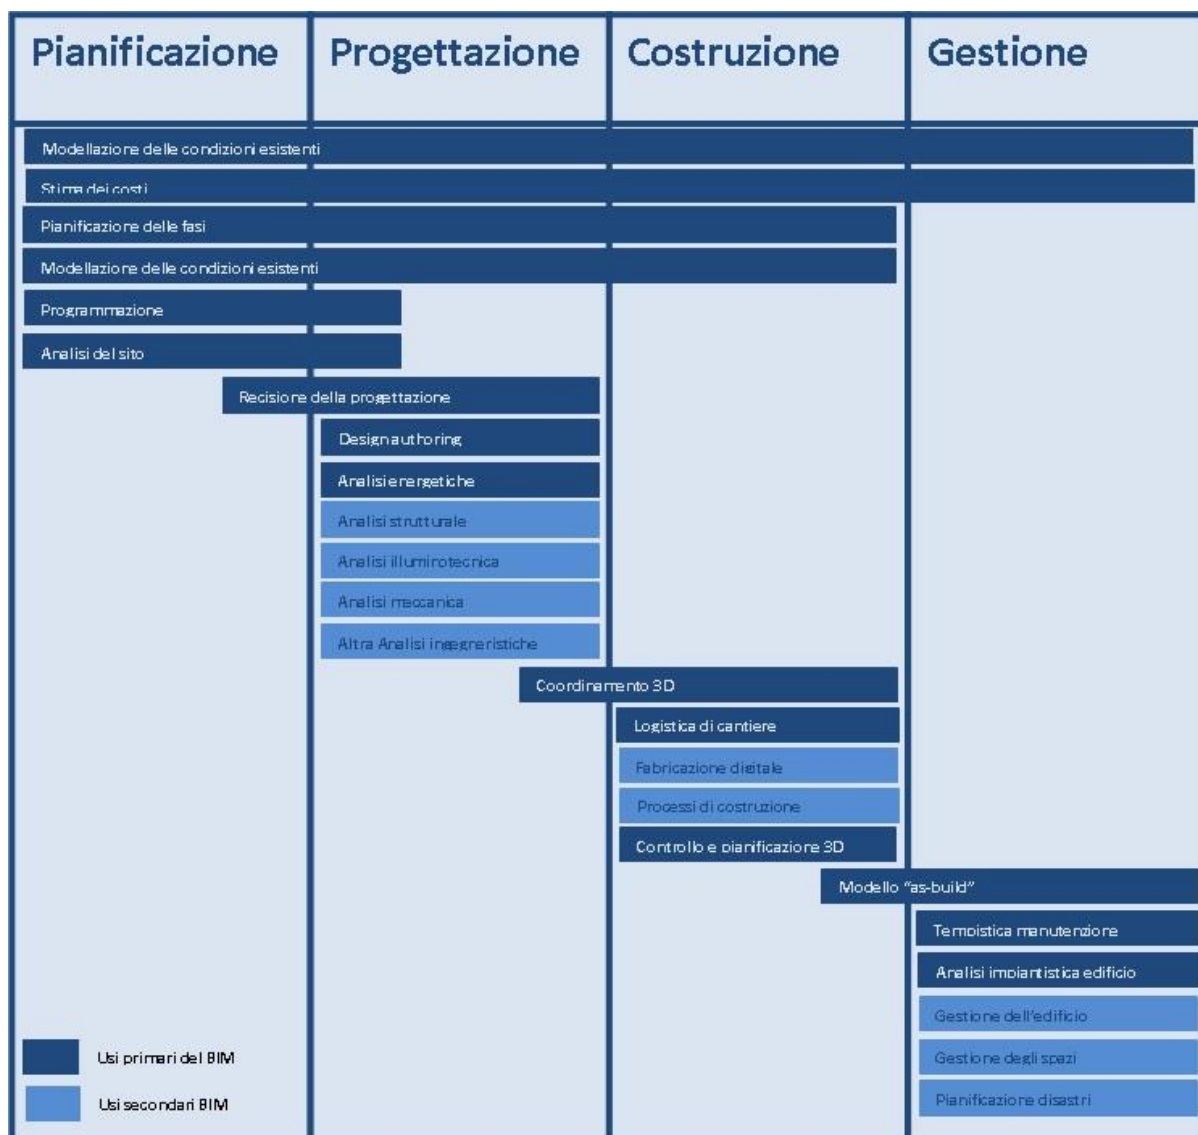 Pianificazione
Progettazione
Costruzione
Gestione
Modellazione delle condizioni esistenti
Stima dei costi
Pianificazione delle fasi
Modellazione delle condizioni esistenti
Programmazione
Analisi del sito
Recisione della progettazione
Design authoring
Analisi energetiche
Analisi strutturale
Analisi illuminotecnica
Analisi meccanica
Altra Analisi ingegneristiche
Coordinamento 3D
Logistica di cantiere
Fabricazione digitale
Processi di costruzione
Controllo e pianificazione 3D
Modello "as-build"
Tempistica manutenzione
Analisi impiantistica edificio
Gestione dell'edificio
Gestione degli spazi
Pianificazione disastri
Usi primari del BIM
Usi secondari BIM